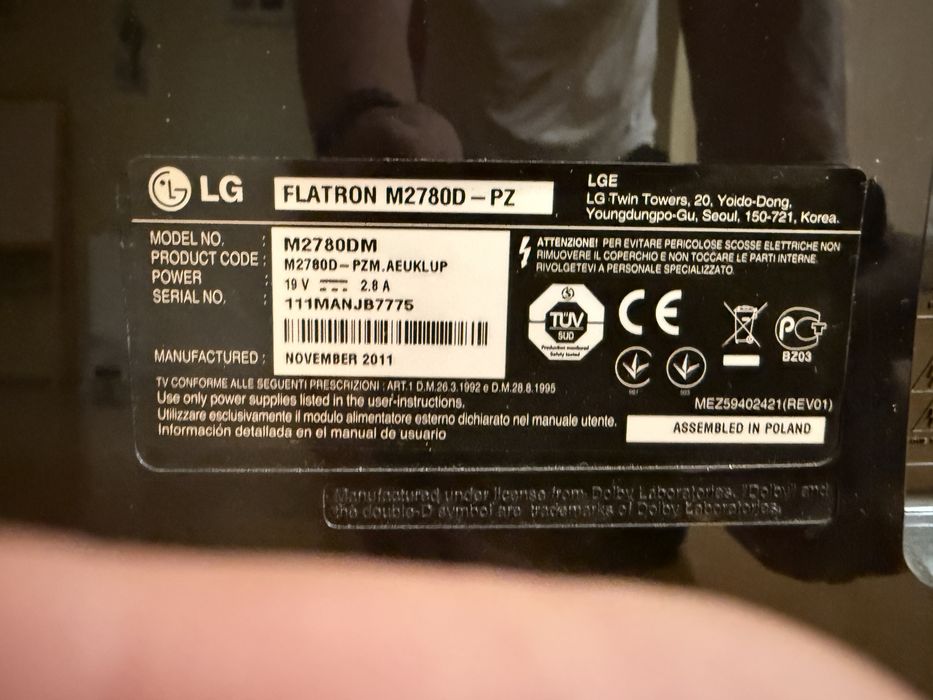 LG
FLATRON M2780D-PZ
LGE
LG Twin Towers, 20, Yoido-Dong,
Youngdungpo-Gu, Seoul, 150-721, Korea.
MODEL NO. : M2780DM
PRODUCT CODE : M2780D-PZM.AEUKLUP
POWER : 19 V 2.8 A
SERIAL NO. : 111MANJB7775
MANUFACTURED : NOVEMBER 2011
ATTENZIONE! PER EVITARE PERICOLOSE SCOSSE ELETTRICHE NON
RIMUOVERE IL COPERCHIO E NON TOCCARE LE PARTI INTERNE.
RIVOLGETEVI A PERSONALE SPECIALIZZATO.
TÜV
SÜD
Production monitored
Safety tested
CE
PCT
BZ03
TV CONFORME ALLE SEGUENTI PRESCRIZIONI : ART.1 D.M.26.3.1992 e D.M.28.8.1995
Use only power supplies listed in the user-instructions.
Utilizzare esclusivamente il modulo alimentatore esterno dichiarato nel manuale utente.
Información detallada en el manual de usuario
MEZ59402421(REV01)
ASSEMBLED IN POLAND
Manufactured under license from Dolby Laboratories. "Dolby" and
the double-D symbol are trademarks of Dolby Laboratories.